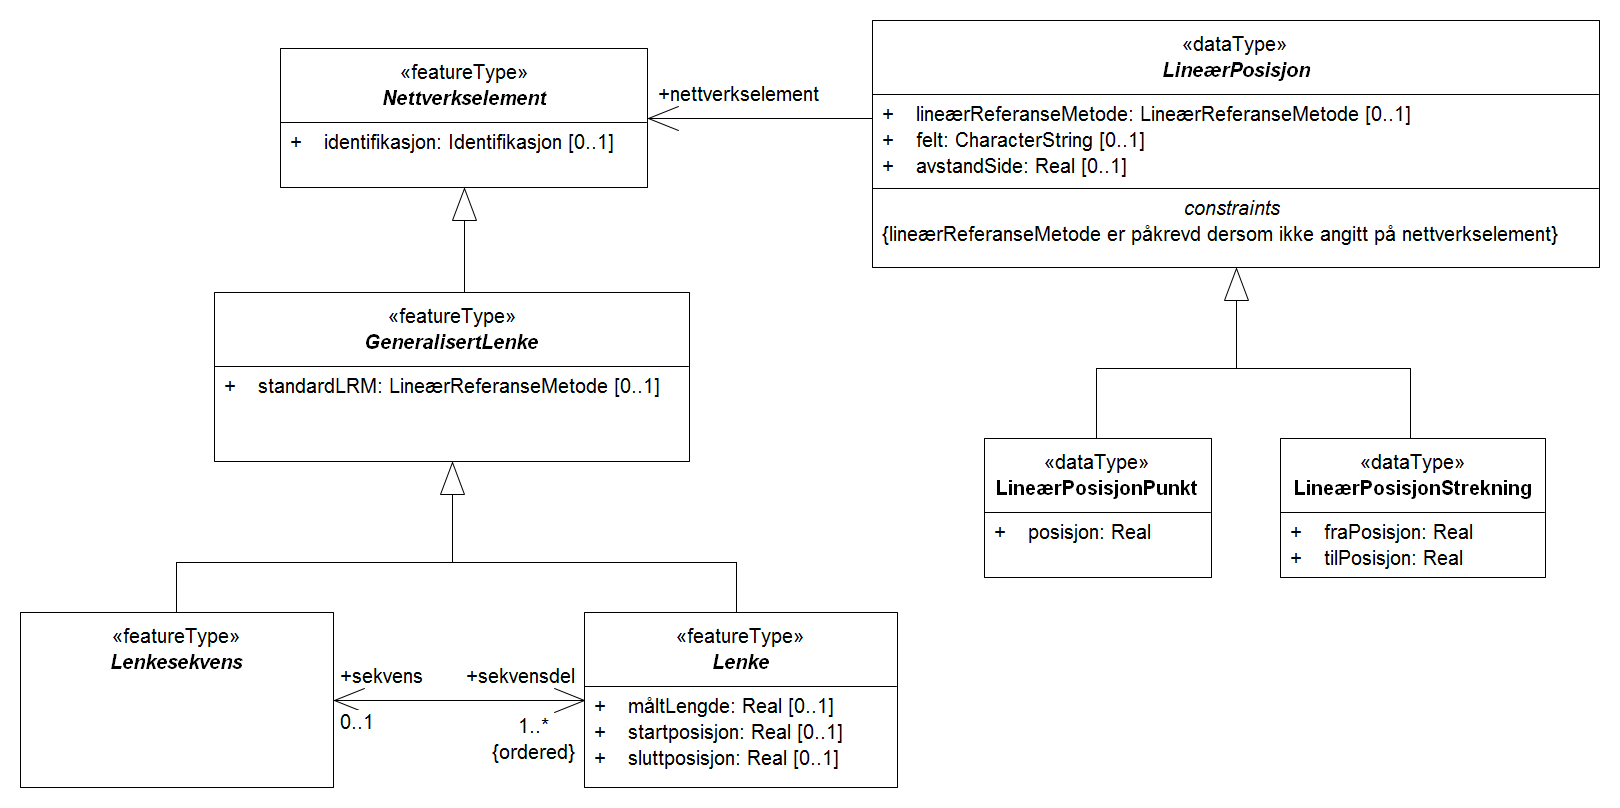 «featureType»
Nettverkselement
+ identifikasjon: Identifikasjon [0..1]
+nettverkselement
«dataType»
LineærPosisjon
+ lineærReferanseMetode: LineærReferanseMetode [0..1]
+ felt: CharacterString [0..1]
+ avstandSide: Real [0..1]
constraints
{lineærReferanseMetode er påkrevd dersom ikke angitt på nettverkselement}
«featureType»
GeneralisertLenke
+ standardLRM: LineærReferanseMetode [0..1]
«dataType»
LineærPosisjonPunkt
+ posisjon: Real
«dataType»
LineærPosisjonStrekning
+ fraPosisjon: Real
+ tilPosisjon: Real
«featureType»
Lenkesekvens
+sekvens
0..1
+sekvensdel
1..*
{ordered}
«featureType»
Lenke
+ måltLengde: Real [0..1]
+ startposisjon: Real [0..1]
+ sluttposisjon: Real [0..1]